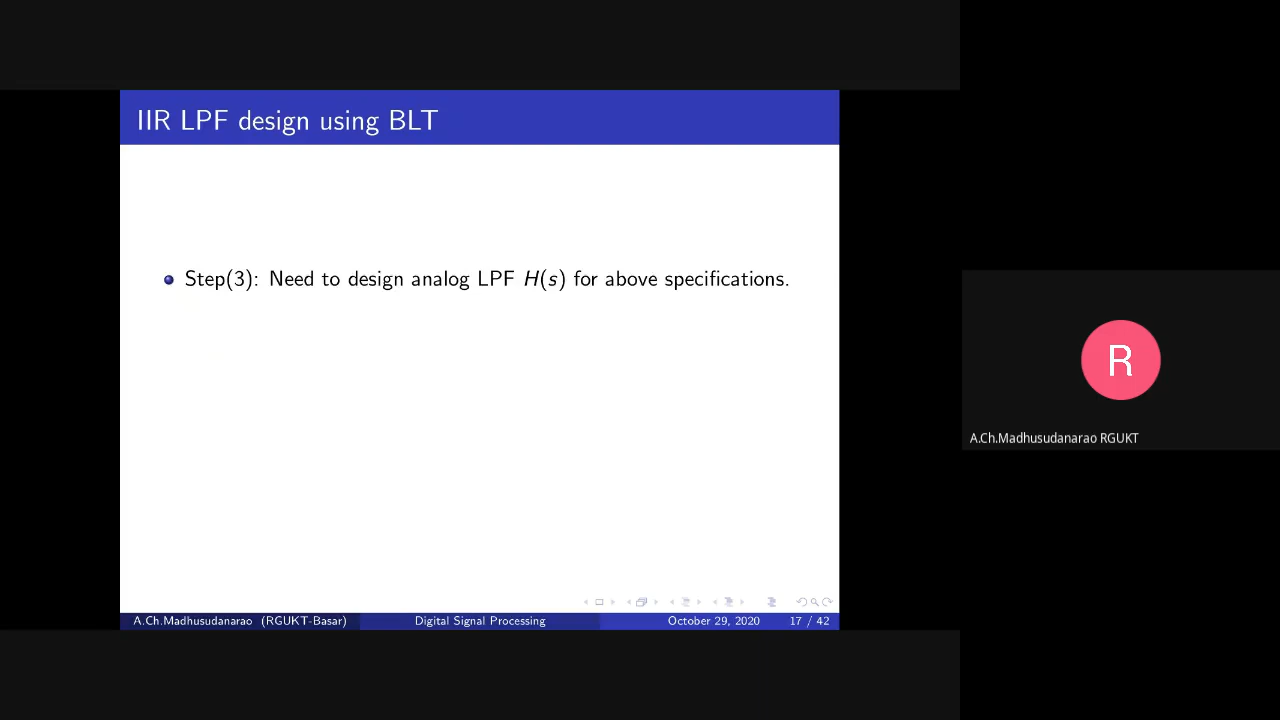 IIR LPF design using BLT
Step(3): Need to design analog LPF H(s) for above specifications.
A.Ch.Madhusudanarao (RGUKT-Basar)
Digital Signal Processing
October 29, 2020
17 / 42
R
A.Ch.Madhusudanarao RGUKT